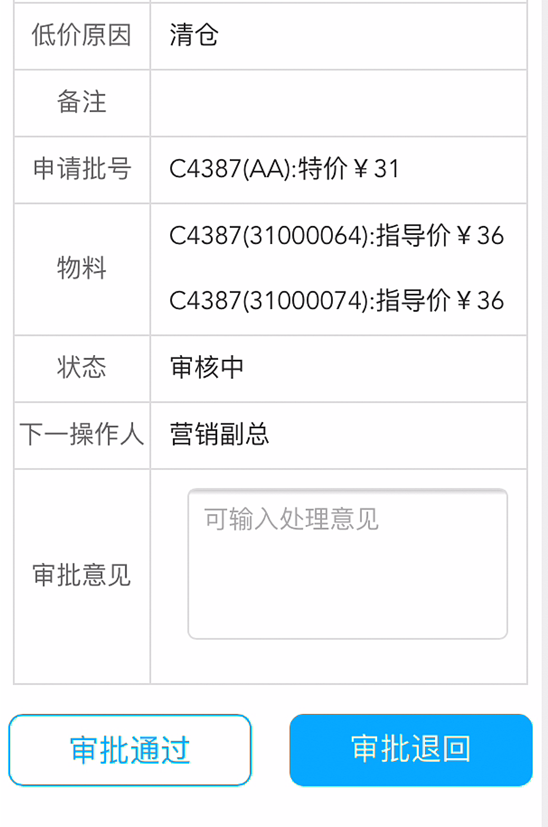 低价原因 清仓
备注
申请批号 C4387(AA):特价￥31
C4387(31000064):指导价￥36
物料
C4387(31000074):指导价￥36
状态 审核中
下一操作人 营销副总
可输入处理意见
审批意见
审批通过 审批退回